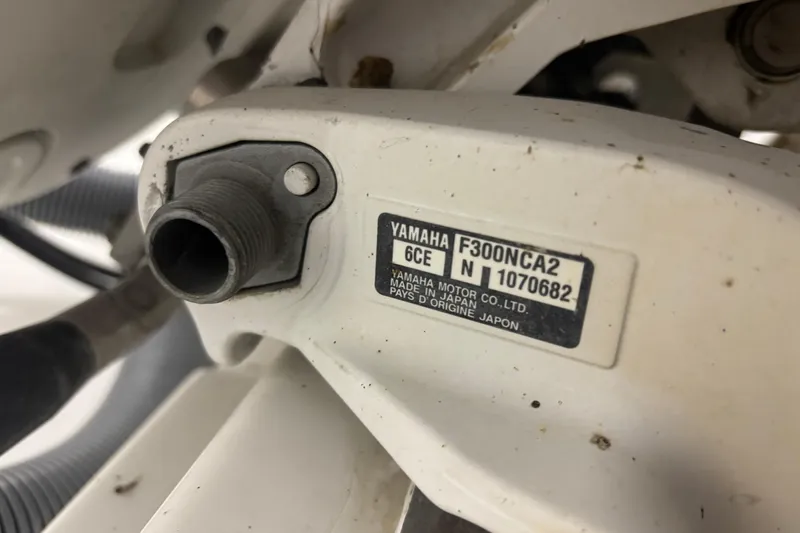 YAMAHA F300NCA2
6CE N 1070682
YAMAHA MOTOR CO.,LTD.
MADE IN JAPAN
PAYS D'ORIGINE JAPON